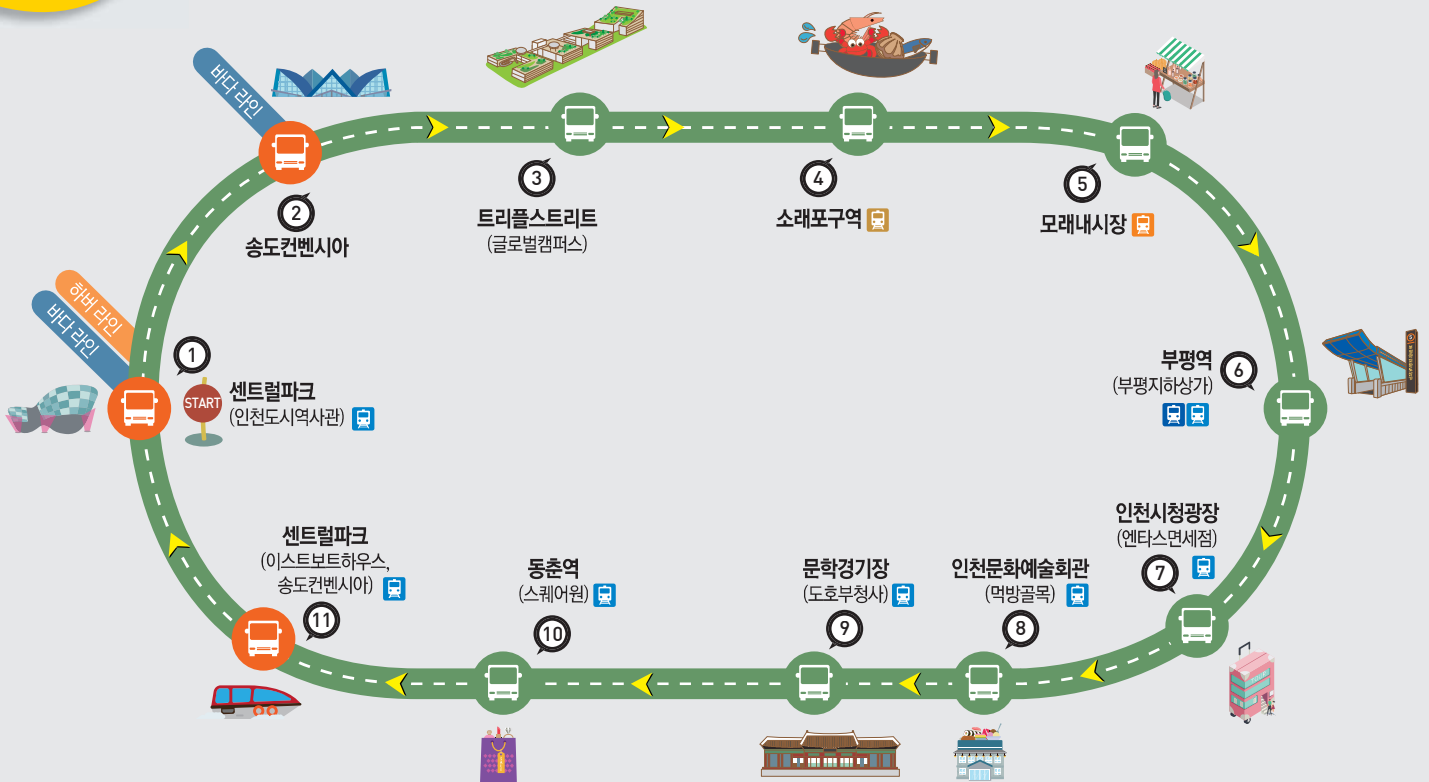 바다 라인
하버 라인
바다 라인
START
1
센트럴파크
(인천도시역사관)
2
송도컨벤시아
3
트리플스트리트
(글로벌캠퍼스)
4
소래포구역
5
모래내시장
6
부평역
(부평지하상가)
7
인천시청광장
(엔타스면세점)
8
인천문화예술회관
(먹방골목)
9
문학경기장
(도호부청사)
10
동춘역
(스퀘어원)
11
센트럴파크
(이스트보트하우스,
송도컨벤시아)